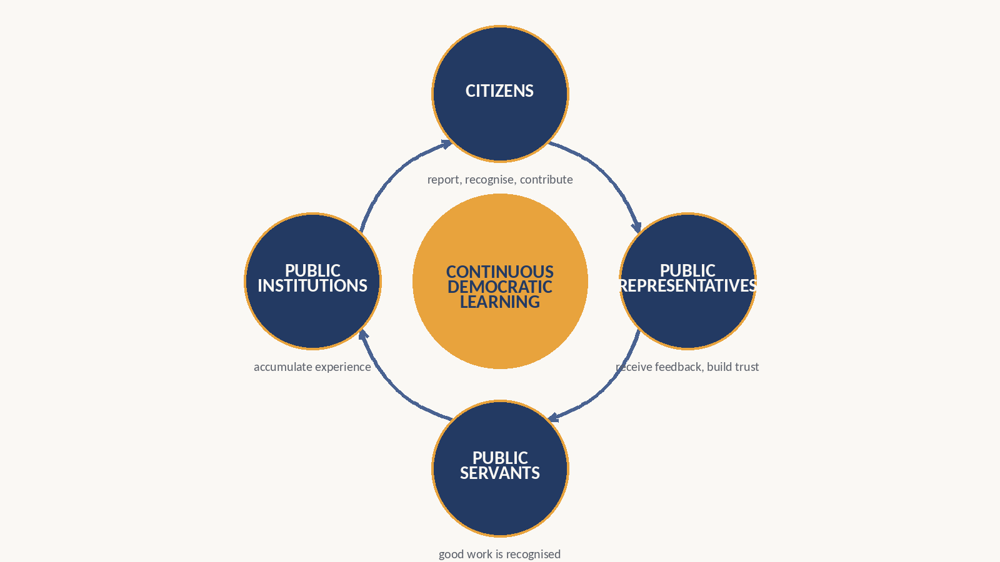 CITIZENS
report, recognise, contribute
PUBLIC
INSTITUTIONS
accumulate experience
CONTINUOUS
DEMOCRATIC
LEARNING
PUBLIC
REPRESENTATIVES
receive feedback, build trust
PUBLIC
SERVANTS
good work is recognised